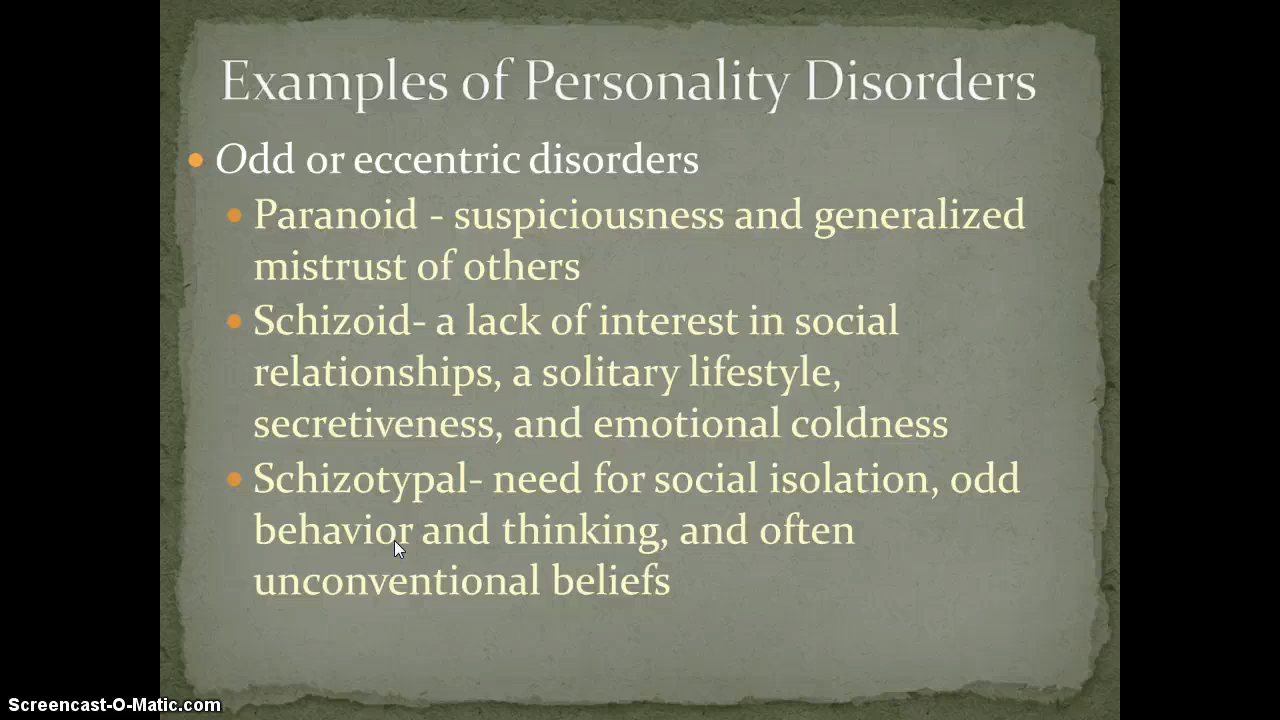 Examples of Personality Disorders
Odd or eccentric disorders
Paranoid - suspiciousness and generalized
mistrust of others
Schizoid- a lack of interest in social
relationships, a solitary lifestyle,
secretiveness, and emotional coldness
Schizotypal- need for social isolation, odd
behavior and thinking, and often
unconventional beliefs
Screencast-O-Matic.com